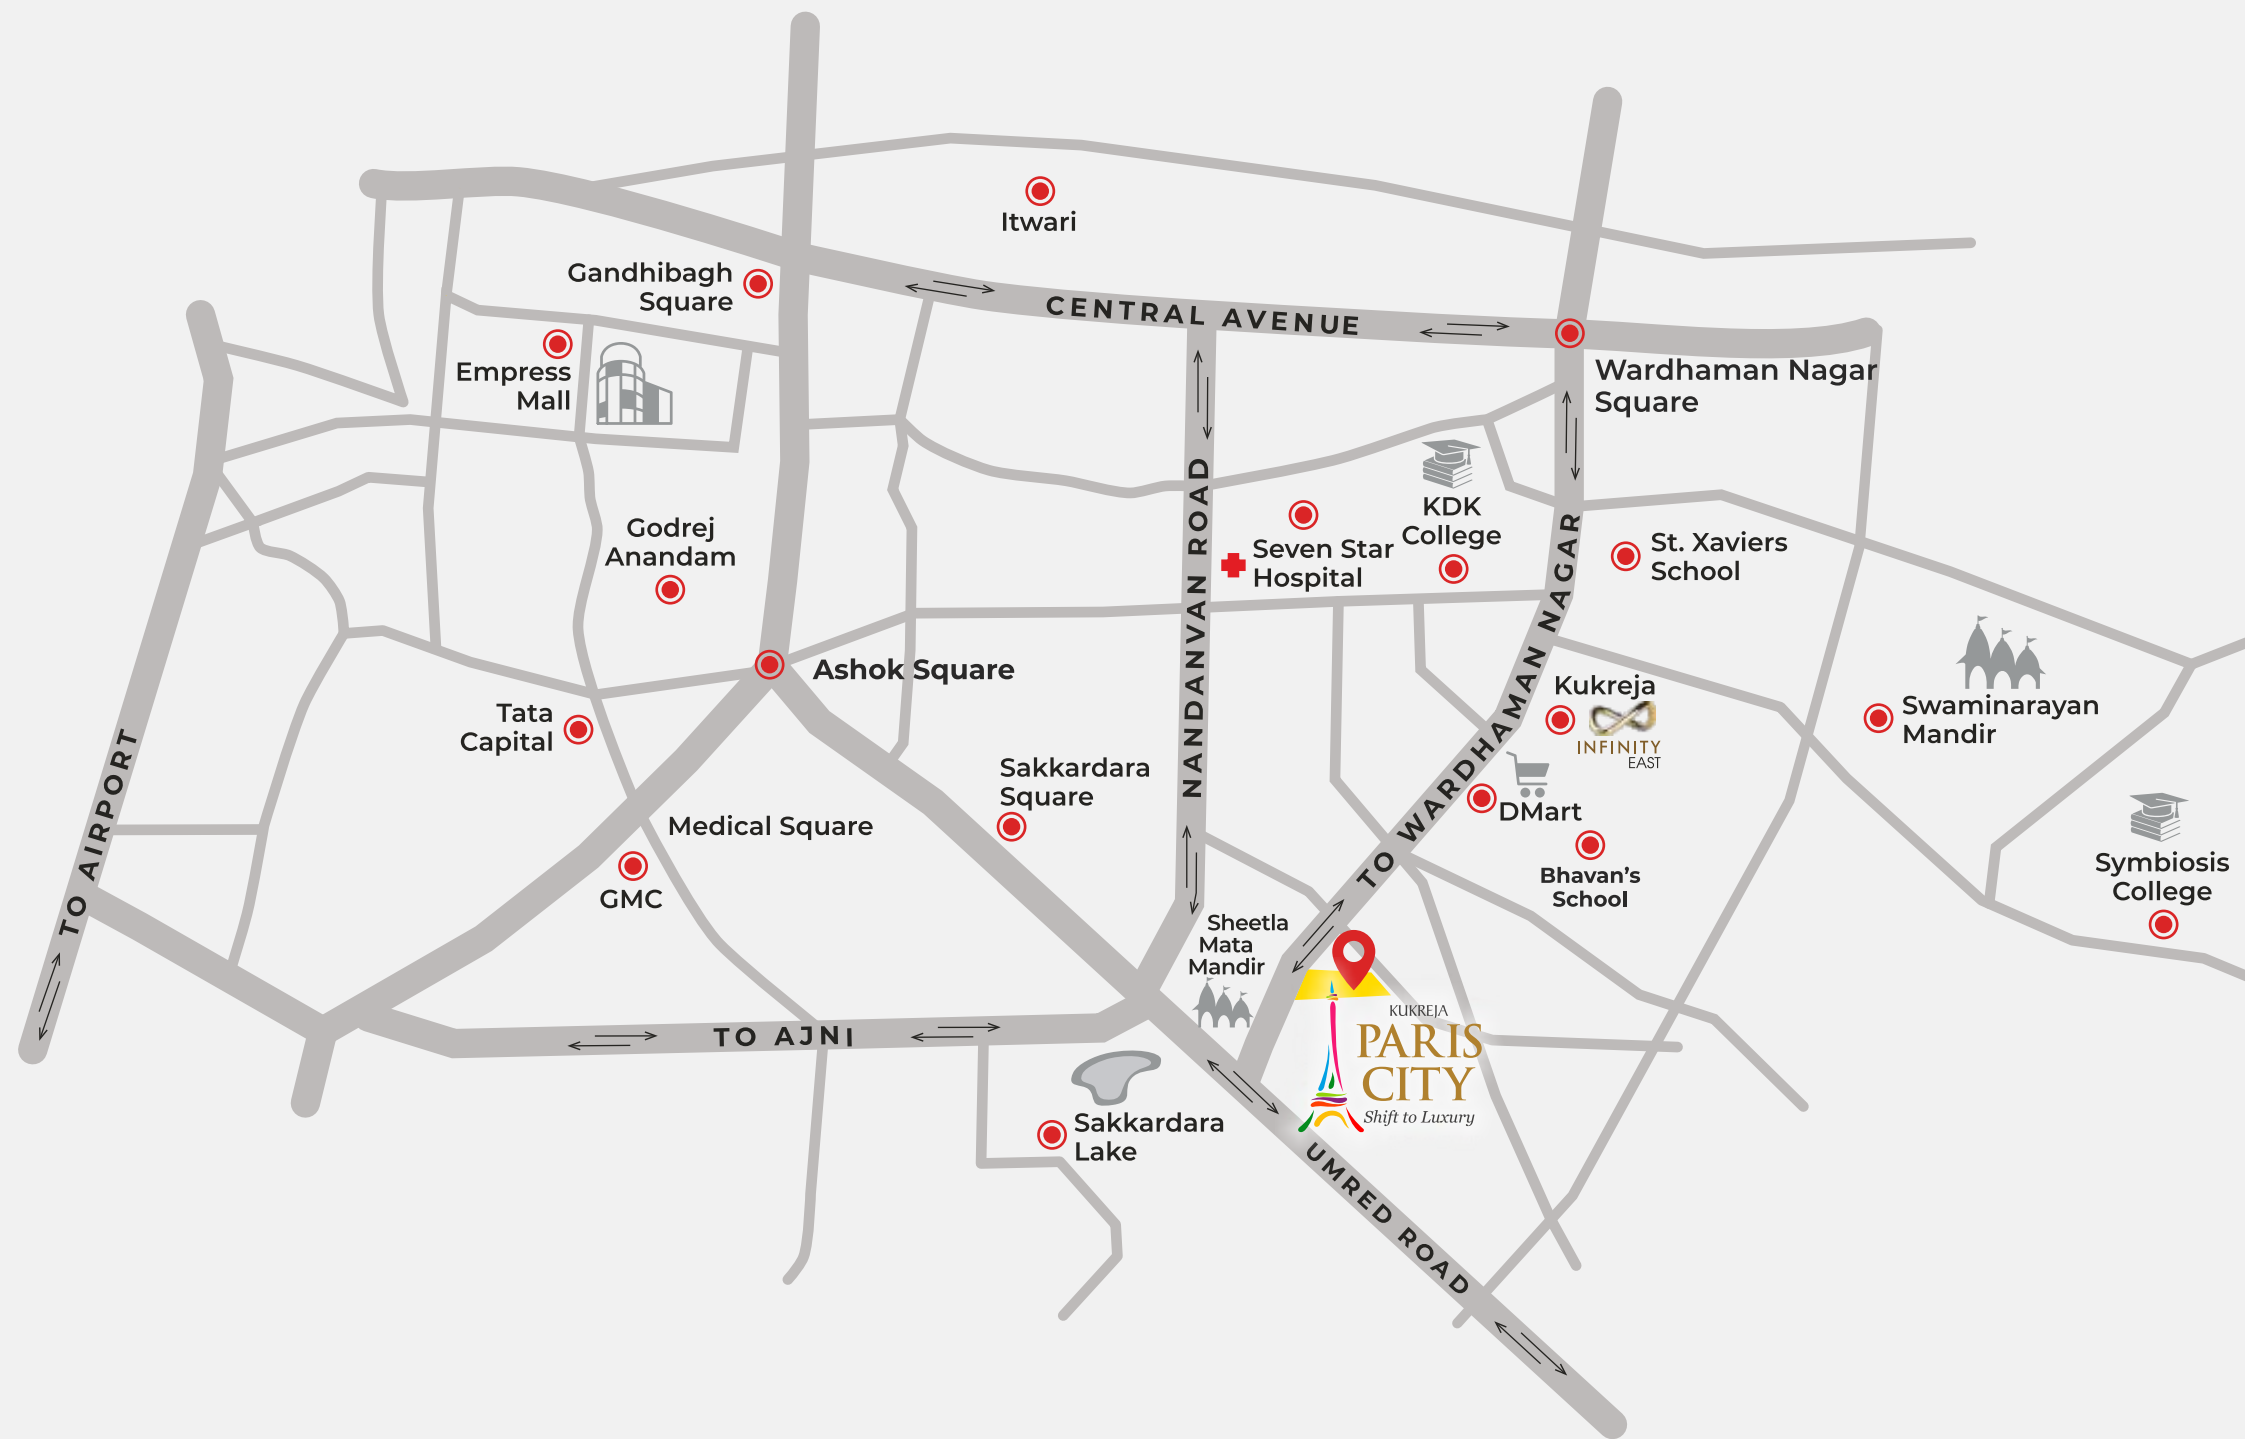 Itwari
Gandhibagh
Square
CENTRAL AVENUE
Empress
Mall
Wardhaman Nagar
Square
KDK
College
Godrej
Anandam
Seven Star
Hospital
St. Xaviers
School
NANDANVAN ROAD
TO WARDHAMAN NAGAR
Ashok Square
Kukreja
INFINITY
EAST
Swaminarayan
Mandir
Tata
Capital
TO AIRPORT
Sakkardara
Square
DMart
Medical Square
GMC
Bhavan's
School
Symbiosis
College
Sheetla
Mata
Mandir
KUKREJA
PARIS
CITY
Shift to Luxury
TO AJNI
Sakkardara
Lake
UMRED ROAD